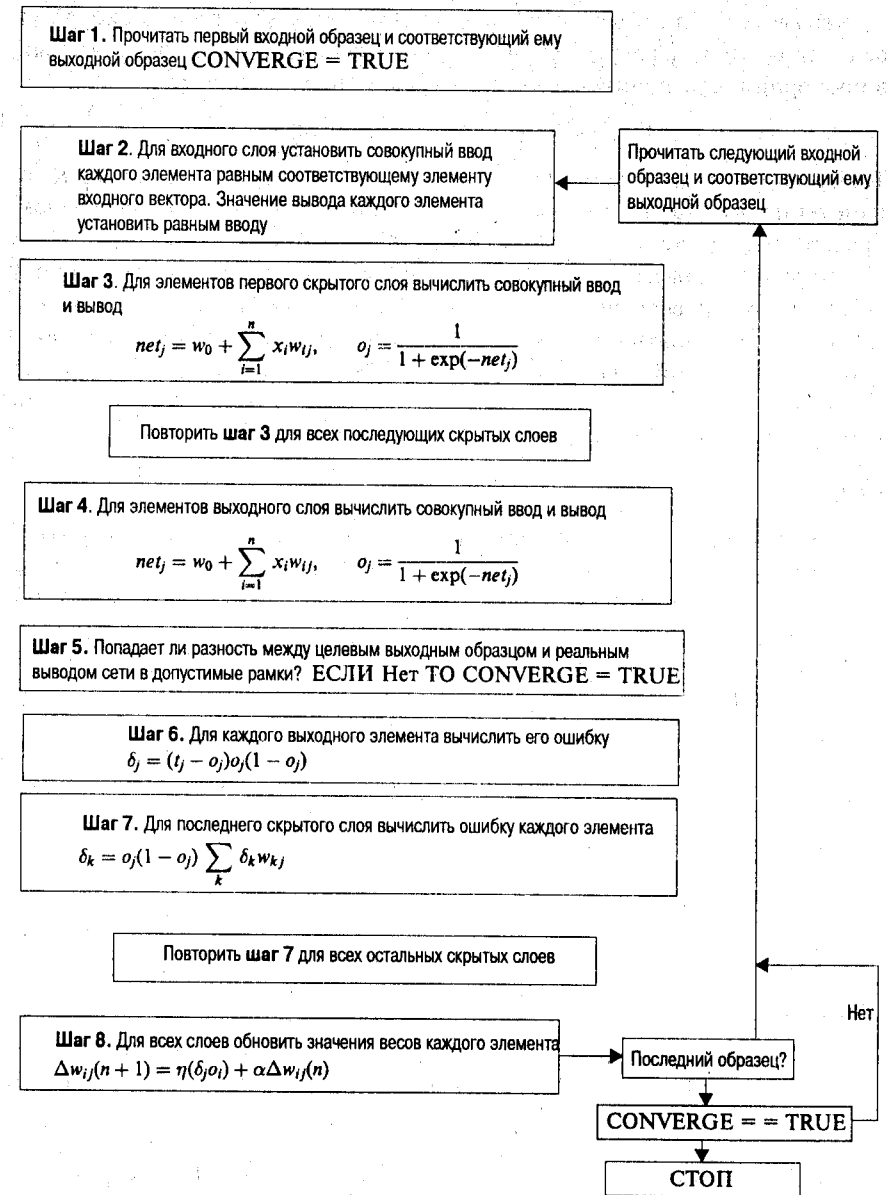 Шаг 1. Прочитать первый входной образец и соответствующий ему
выходной образец CONVERGE = TRUE
Шаг 2. Для входного слоя установить совокупный ввод
каждого элемента равным соответствующему элементу
входного вектора. Значение вывода каждого элемента
установить равным вводу
Прочитать следующий входной
образец и соответствующий ему
выходной образец
Шаг 3. Для элементов первого скрытого слоя вычислить совокупный ввод
и вывод
net_j = w_0 + \sum_{i=1}^{n} x_i w_{ij}, o_j = \frac{1}{1 + \exp(-net_j)}
Повторить шаг 3 для всех последующих скрытых слоев
Шаг 4. Для элементов выходного слоя вычислить совокупный ввод и вывод
net_j = w_0 + \sum_{i=1}^{n} x_i w_{ij}, o_j = \frac{1}{1 + \exp(-net_j)}
Шаг 5. Попадает ли разность между целевым выходным образцом и реальным
выводом сети в допустимые рамки? ЕСЛИ Нет ТО CONVERGE = TRUE
Шаг 6. Для каждого выходного элемента вычислить его ошибку
δ_j = (t_j − o_j)o_j(1 − o_j)
Шаг 7. Для последнего скрытого слоя вычислить ошибку каждого элемента
δ_k = o_j(1 − o_j) \sum_{k} δ_k w_{kj}
Повторить шаг 7 для всех остальных скрытых слоев
Нет
Шаг 8. Для всех слоев обновить значения весов каждого элемента
Δw_{ij}(n + 1) = η(δ_j o_i) + αΔw_{ij}(n)
Последний образец?
CONVERGE = = TRUE
СТОП